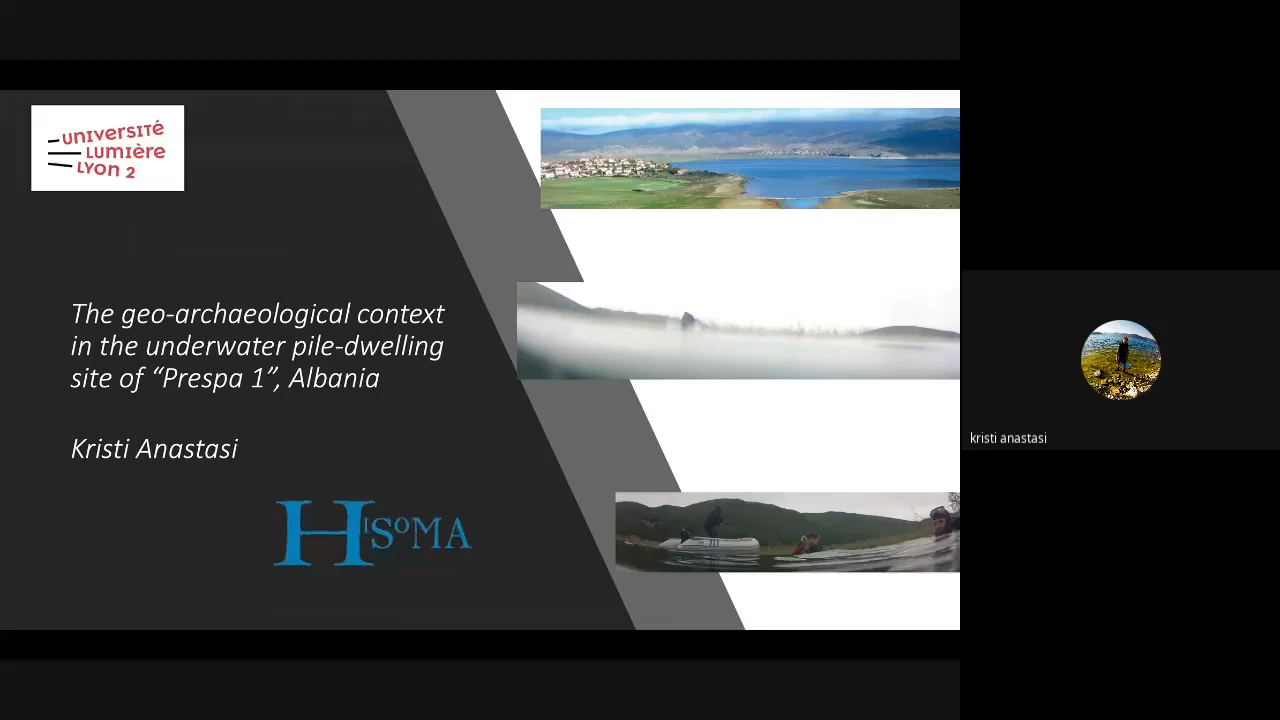 UNIVERSITÉ
LUMIÈRE
LYON 2
The geo-archaeological context
in the underwater pile-dwelling
site of “Prespa 1”, Albania
Kristi Anastasi
HISOMA
kristi anastasi